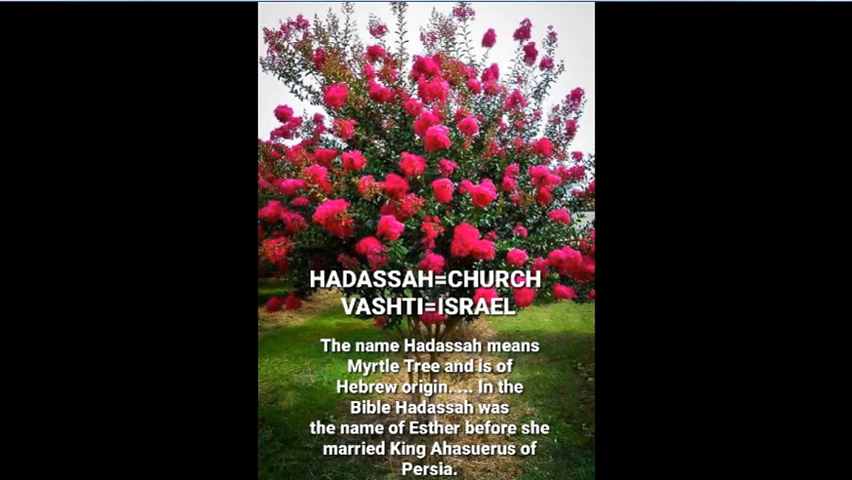 HADASSAH=CHURCH
VASHTI=ISRAEL
The name Hadassah means
Myrtle Tree and is of
Hebrew origin. ... In the
Bible Hadassah was
the name of Esther before she
married King Ahasuerus of
Persia.